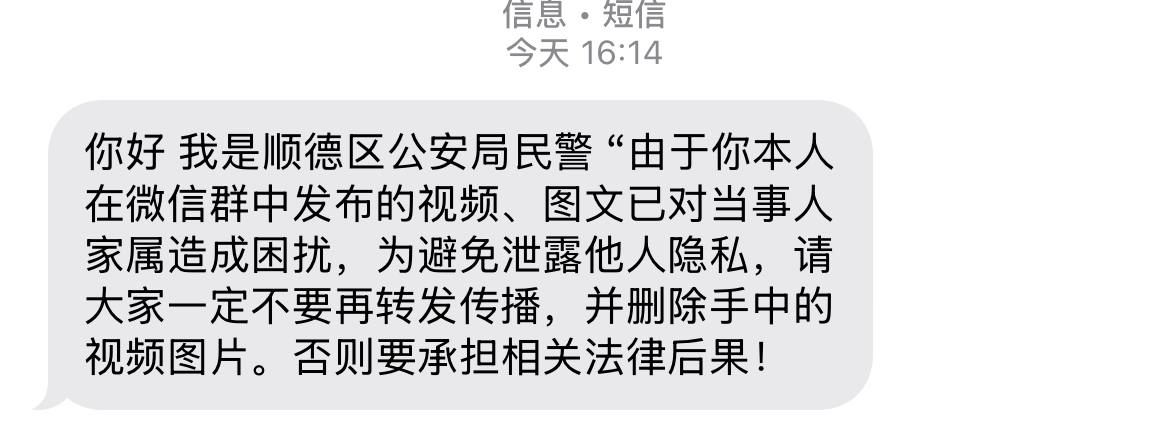 信息・短信
今天 16:14
你好 我是顺德区公安局民警 “由于你本人
在微信群中发布的视频、图文已对当事人
家属造成困扰，为避免泄露他人隐私，请
大家一定不要再转发传播，并删除手中的
视频图片。否则要承担相关法律后果！